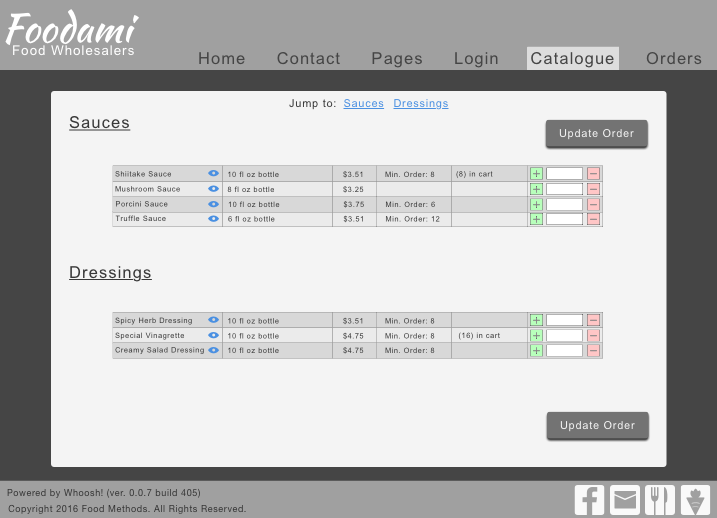 Foodami
Food Wholesalers
Home Contact Pages Login Catalogue Orders
Jump to: Sauces Dressings
Sauces
Update Order
Shiitake Sauce 10 fl oz bottle $3.51 Min. Order: 8 (8) in cart + −
Mushroom Sauce 8 fl oz bottle $3.25 + −
Porcini Sauce 10 fl oz bottle $3.75 Min. Order: 6 + −
Truffle Sauce 6 fl oz bottle $3.51 Min. Order: 12 + −
Dressings
Spicy Herb Dressing 10 fl oz bottle $3.51 Min. Order: 8 + −
Special Vinagrette 10 fl oz bottle $4.75 Min. Order: 8 (16) in cart + −
Creamy Salad Dressing 10 fl oz bottle $4.75 Min. Order: 8 + −
Update Order
Powered by Whoosh! (ver. 0.0.7 build 405)
Copyright 2016 Food Methods. All Rights Reserved.